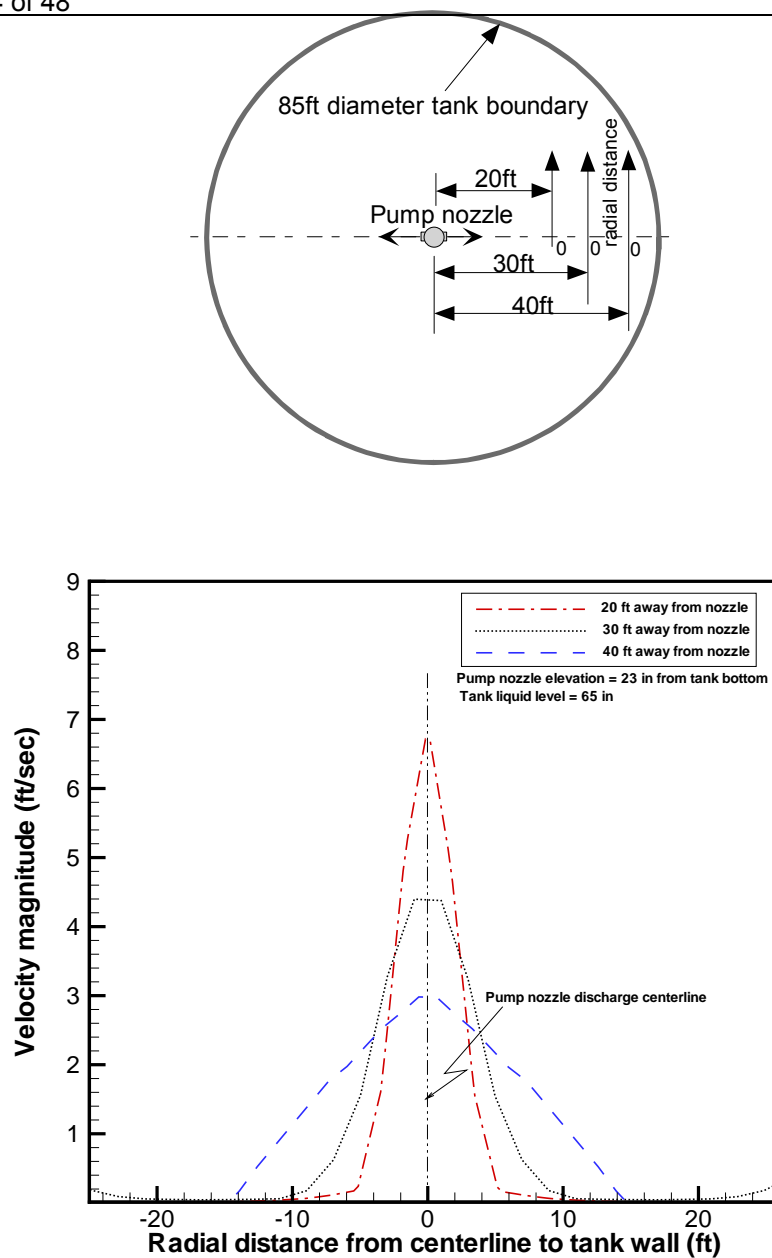 of 48
85ft diameter tank boundary
radial distance
20ft
Pump nozzle
0 0 0
30ft
40ft
9
20 ft away from nozzle
30 ft away from nozzle
40 ft away from nozzle
8
Pump nozzle elevation = 23 in from tank bottom
Tank liquid level = 65 in
7
6
Velocity magnitude (ft/sec)
5
4
3
Pump nozzle discharge centerline
2
1
-20 -10 0 10 20
Radial distance from centerline to tank wall (ft)